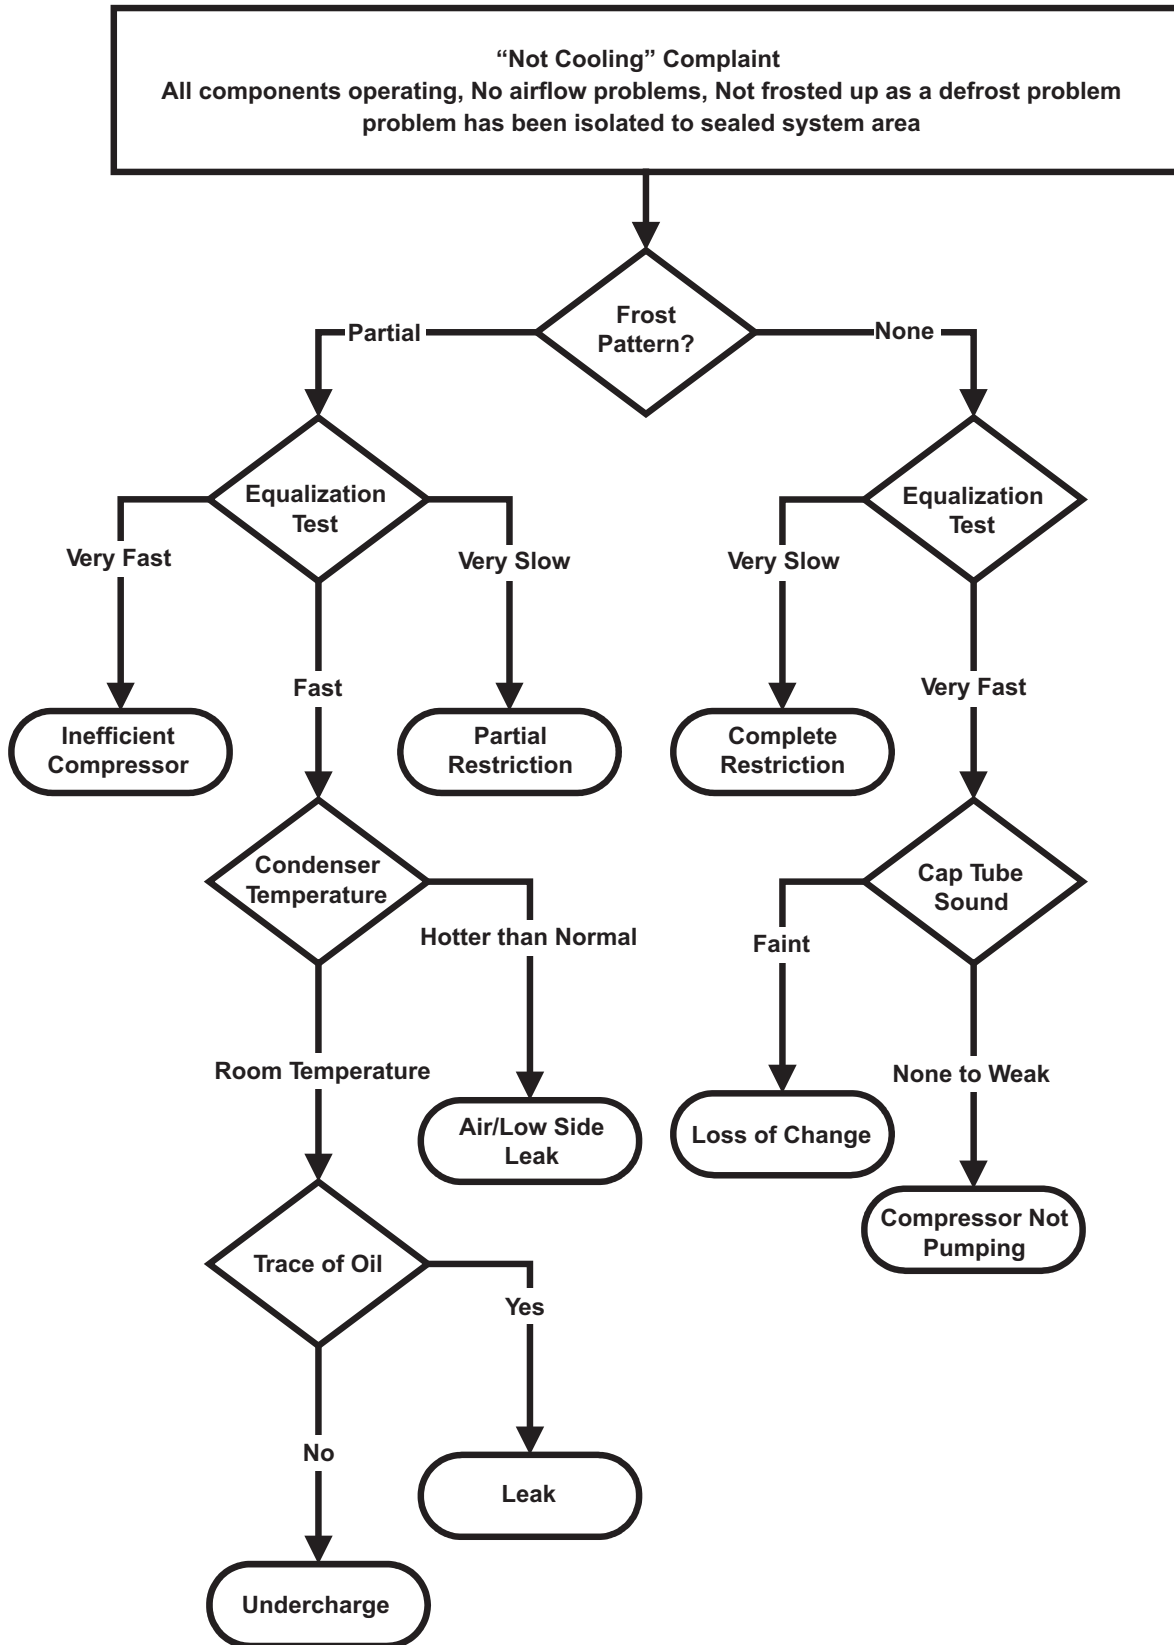 “Not Cooling” Complaint
All components operating, No airflow problems, Not frosted up as a defrost problem
problem has been isolated to sealed system area
Frost
Pattern?
Partial
None
Equalization
Test
Equalization
Test
Very Fast
Very Slow
Very Slow
Fast
Very Fast
Inefficient
Compressor
Partial
Restriction
Complete
Restriction
Condenser
Temperature
Cap Tube
Sound
Hotter than Normal
Faint
Room Temperature
None to Weak
Air/Low Side
Leak
Loss of Change
Compressor Not
Pumping
Trace of Oil
Yes
No
Leak
Undercharge